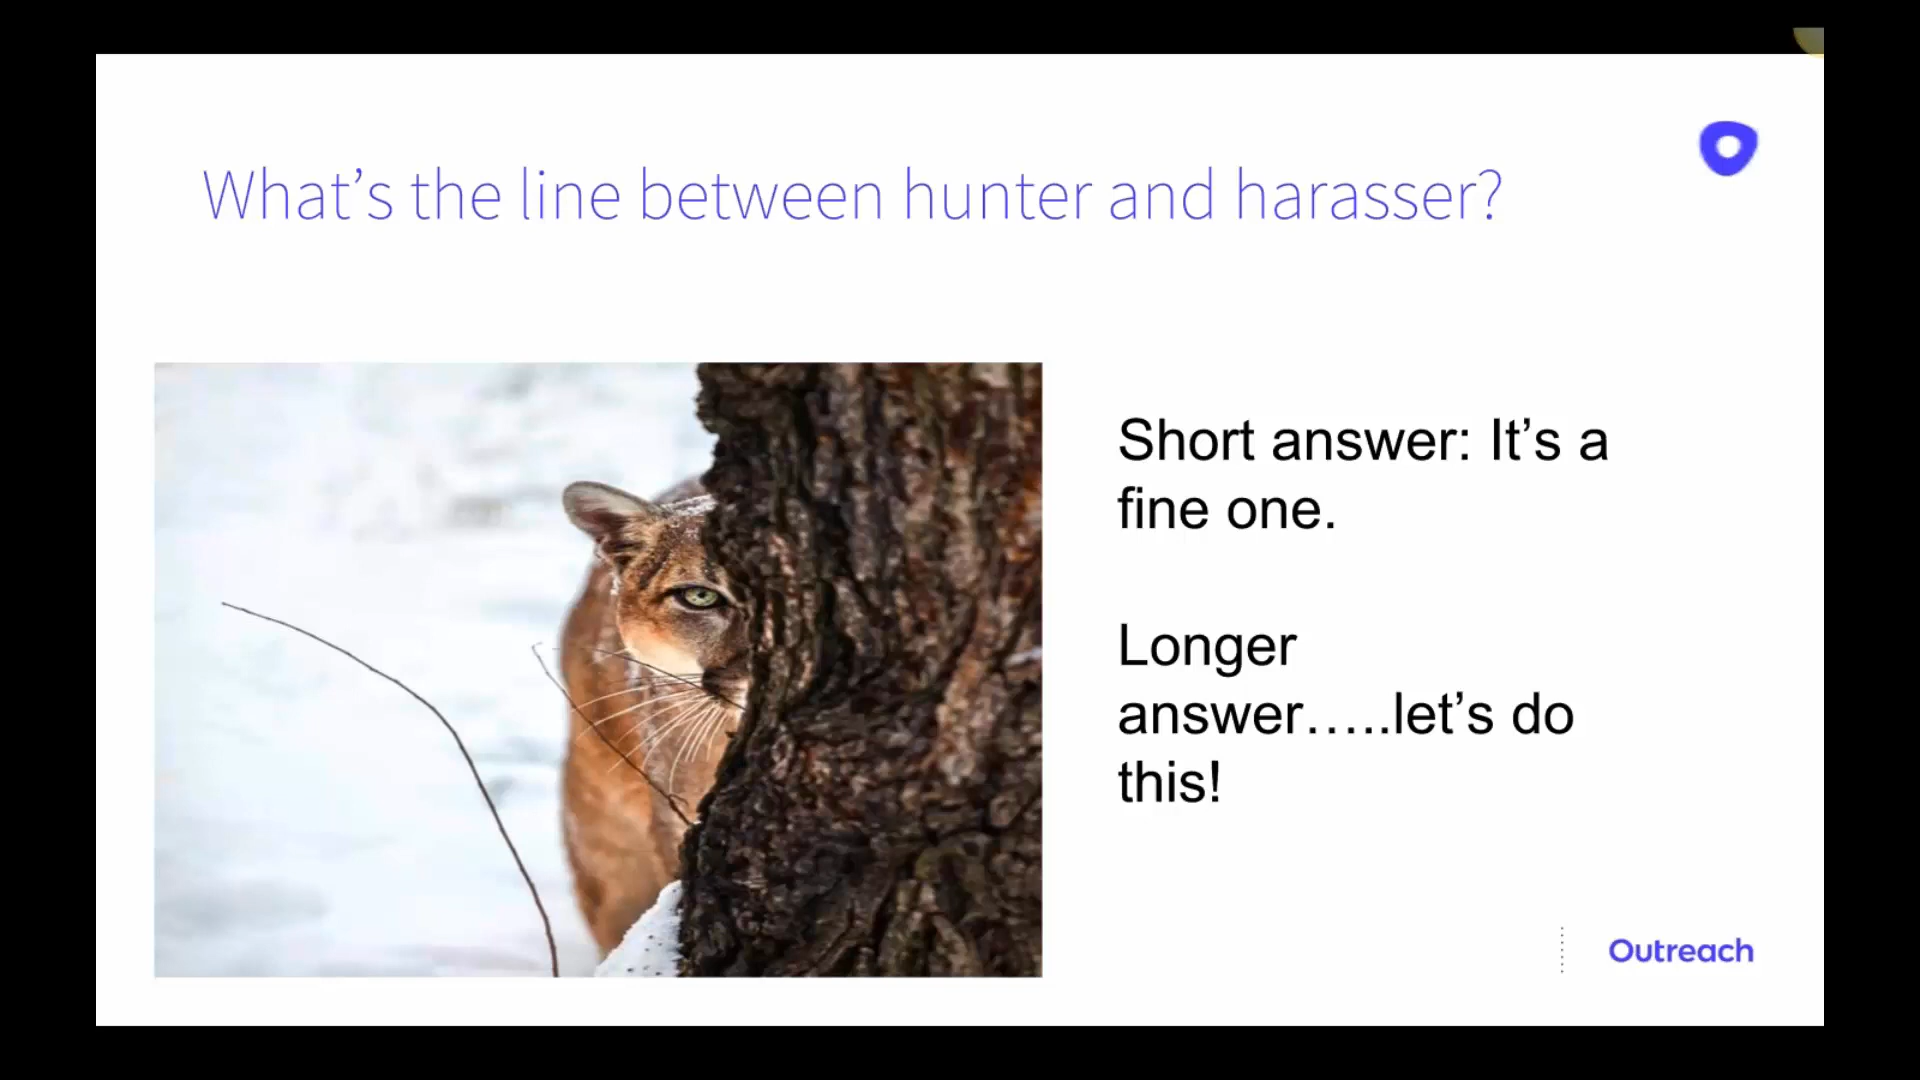 What’s the line between hunter and harasser?
Short answer: It’s a
fine one.
Longer
answer…..let’s do
this!
Outreach